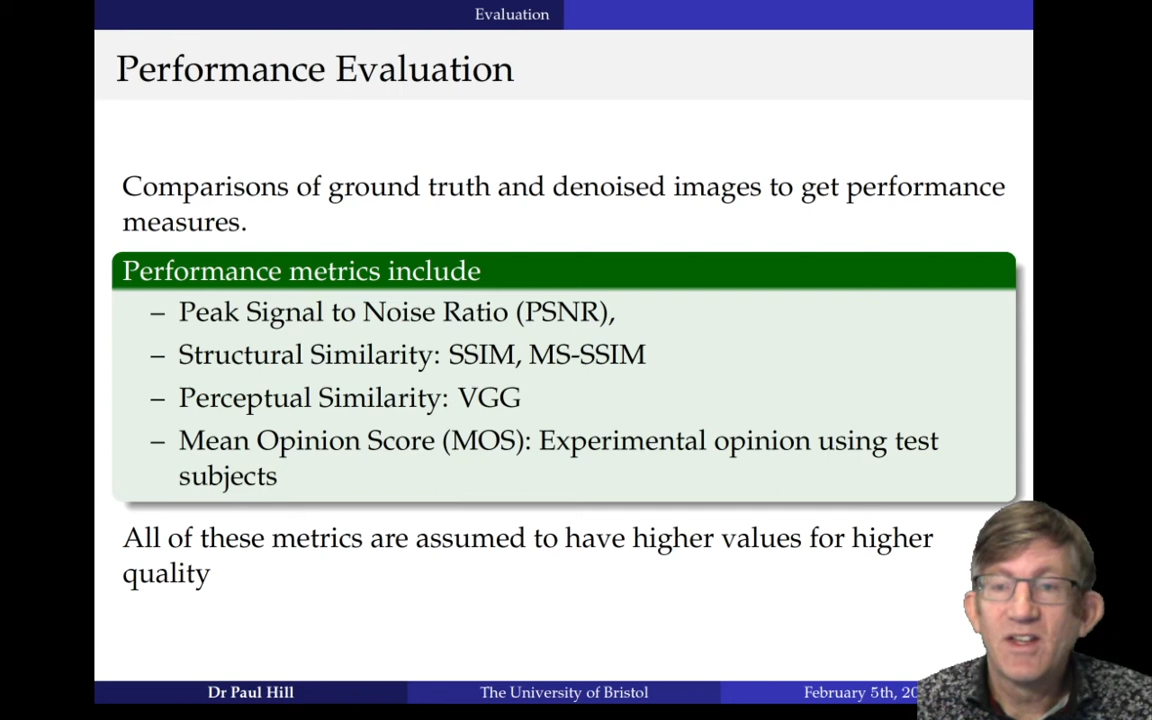 Evaluation
Performance Evaluation
Comparisons of ground truth and denoised images to get performance
measures.
Performance metrics include
– Peak Signal to Noise Ratio (PSNR),
– Structural Similarity: SSIM, MS-SSIM
– Perceptual Similarity: VGG
– Mean Opinion Score (MOS): Experimental opinion using test
subjects
All of these metrics are assumed to have higher values for higher
quality
Dr Paul Hill
The University of Bristol
February 5th,